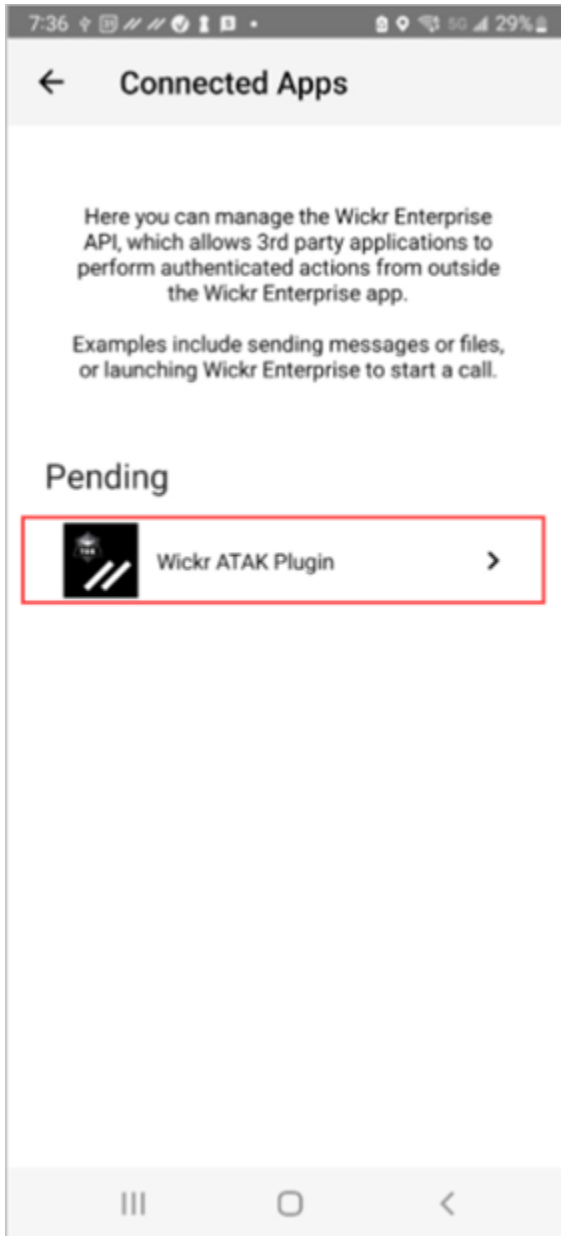 7:36 5G 29%
Connected Apps
Here you can manage the Wickr Enterprise
API, which allows 3rd party applications to
perform authenticated actions from outside
the Wickr Enterprise app.
Examples include sending messages or files,
or launching Wickr Enterprise to start a call.
Pending
TAK
Wickr ATAK Plugin